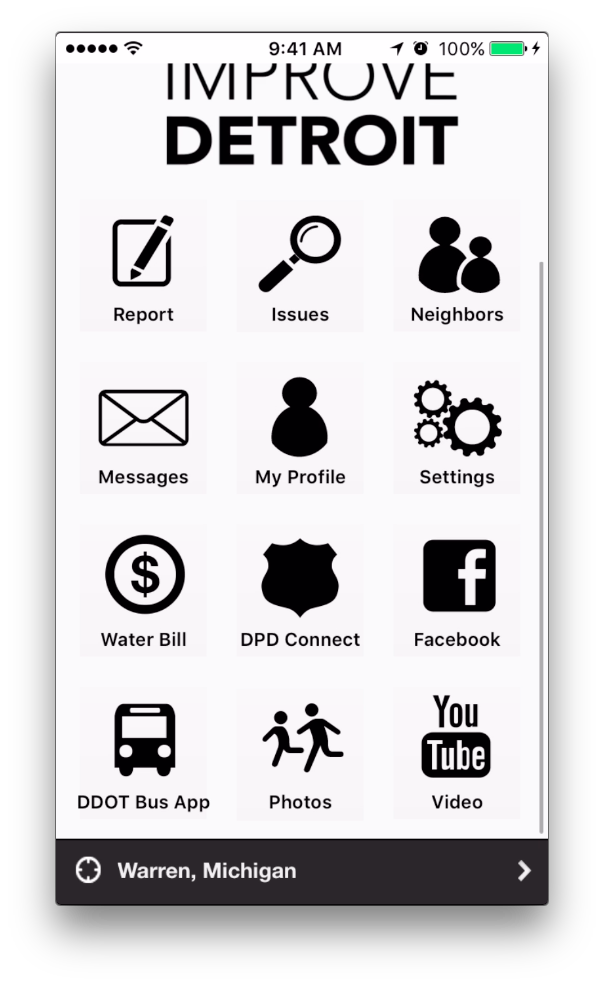 9:41 AM 100%
IMPROVE
DETROIT
Report Issues Neighbors
Messages My Profile Settings
$
f
Water Bill DPD Connect Facebook
You
Tube
DDOT Bus App Photos Video
Warren, Michigan